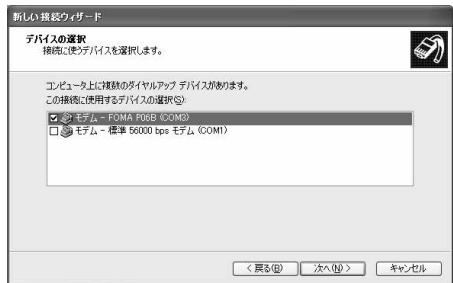 新しい接続ウィザード
デバイスの選択
接続に使うデバイスを選択します。
コンピュータ上に複数のダイヤルアップ デバイスがあります。
この接続に使用するデバイスの選択(S):
モデム - FOMA P06B (COM3)
モデム - 標準 56000 bps モデム (COM1)
< 戻る(B)
次へ(N) >
キャンセル